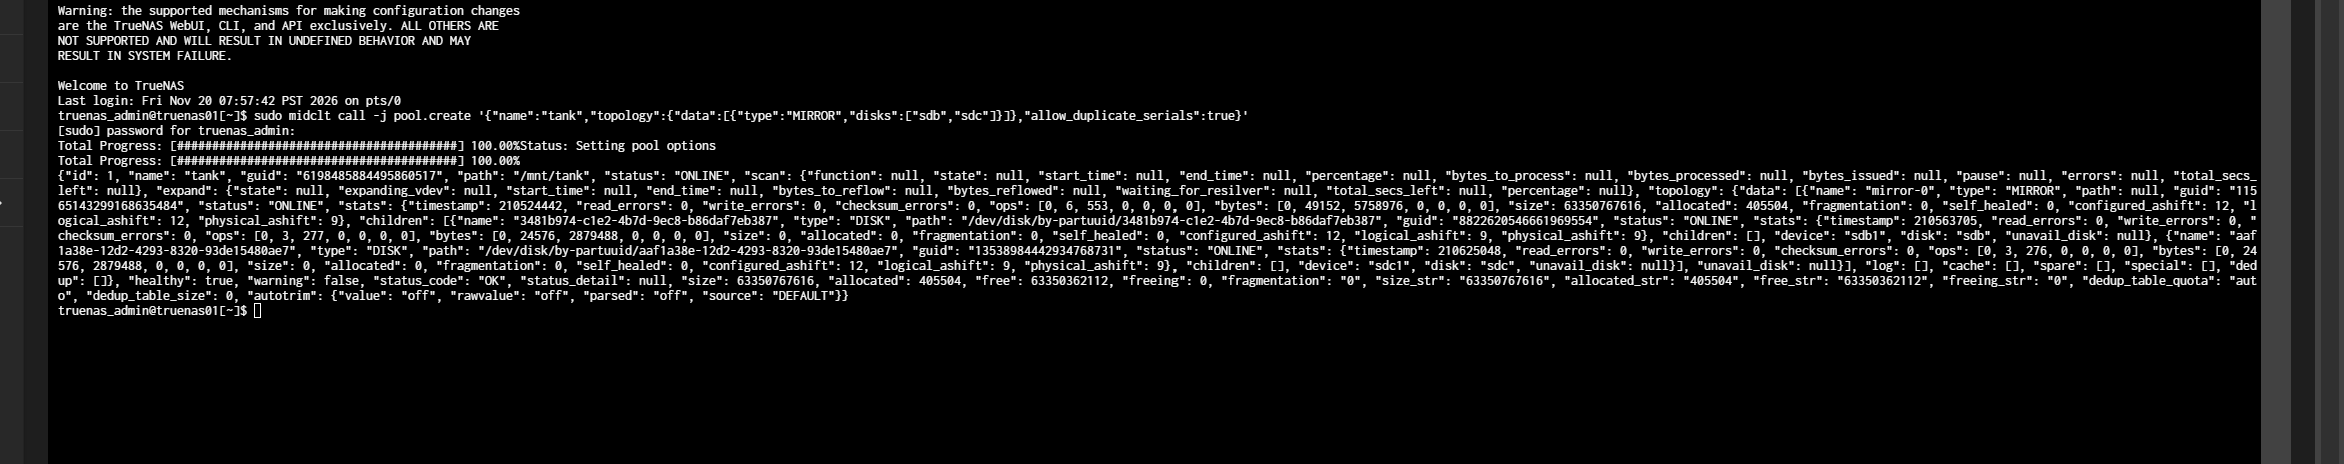 Warning: the supported mechanisms for making configuration changes
are the TrueNAS WebUI, CLI, and API exclusively. ALL OTHERS ARE
NOT SUPPORTED AND WILL RESULT IN UNDEFINED BEHAVIOR AND MAY
RESULT IN SYSTEM FAILURE.
Welcome to TrueNAS
Last login: Fri Nov 20 07:57:42 PST 2026 on pts/0
truenas_admin@truenas01[~]$ sudo midclt call -j pool.create '{"name":"tank","topology":{"data":[{"type":"MIRROR","disks":["sdb","sdc"]}]},"allow_duplicate_serials":true}'
[sudo] password for truenas_admin:
Total Progress: [########################################] 100.00%Status: Setting pool options
Total Progress: [########################################] 100.00%
{"id": 1, "name": "tank", "guid": "6198485884495860517", "path": "/mnt/tank", "status": "ONLINE", "scan": {"function": null, "state": null, "start_time": null, "end_time": null, "percentage": null, "bytes_to_process": null, "bytes_processed": null, "bytes_issued": null, "pause": null, "errors": null, "total_secs_
left": null}, "expand": {"state": null, "expanding_vdev": null, "start_time": null, "end_time": null, "bytes_to_reflow": null, "bytes_reflowed": null, "waiting_for_resilver": null, "total_secs_left": null, "percentage": null}, "topology": {"data": [{"name": "mirror-0", "type": "MIRROR", "path": null, "guid": "115
65143299168635484", "status": "ONLINE", "stats": {"timestamp": 210524442, "read_errors": 0, "write_errors": 0, "checksum_errors": 0, "ops": [0, 6, 553, 0, 0, 0, 0], "bytes": [0, 49152, 5758976, 0, 0, 0, 0], "size": 63350767616, "allocated": 405504, "fragmentation": 0, "self_healed": 0, "configured_ashift": 12, "l
ogical_ashift": 12, "physical_ashift": 9}, "children": [{"name": "3481b974-c1e2-4b7d-9ec8-b86daf7eb387", "type": "DISK", "path": "/dev/disk/by-partuuid/3481b974-c1e2-4b7d-9ec8-b86daf7eb387", "guid": "8822620546661969554", "status": "ONLINE", "stats": {"timestamp": 210563705, "read_errors": 0, "write_errors": 0, "
checksum_errors": 0, "ops": [0, 3, 277, 0, 0, 0, 0], "bytes": [0, 24576, 2879488, 0, 0, 0, 0], "size": 0, "allocated": 0, "fragmentation": 0, "self_healed": 0, "configured_ashift": 12, "logical_ashift": 9, "physical_ashift": 9}, "children": [], "device": "sdb1", "disk": "sdb", "unavail_disk": null}, {"name": "aaf
1a38e-12d2-4293-8320-93de15480ae7", "type": "DISK", "path": "/dev/disk/by-partuuid/aaf1a38e-12d2-4293-8320-93de15480ae7", "guid": "13538984442934768731", "status": "ONLINE", "stats": {"timestamp": 210625048, "read_errors": 0, "write_errors": 0, "checksum_errors": 0, "ops": [0, 3, 276, 0, 0, 0, 0], "bytes": [0, 24
576, 2879488, 0, 0, 0, 0], "size": 0, "allocated": 0, "fragmentation": 0, "self_healed": 0, "configured_ashift": 12, "logical_ashift": 9, "physical_ashift": 9}, "children": [], "device": "sdc1", "disk": "sdc", "unavail_disk": null}], "unavail_disk": null}], "log": [], "cache": [], "spare": [], "special": [], "ded
up": []}, "healthy": true, "warning": false, "status_code": "OK", "status_detail": null, "size": 63350767616, "allocated": 405504, "free": 63350362112, "freeing": 0, "fragmentation": "0", "size_str": "63350767616", "allocated_str": "405504", "free_str": "63350362112", "freeing_str": "0", "dedup_table_quota": "aut
o", "dedup_table_size": 0, "autotrim": {"value": "off", "rawvalue": "off", "parsed": "off", "source": "DEFAULT"}}
truenas_admin@truenas01[~]$